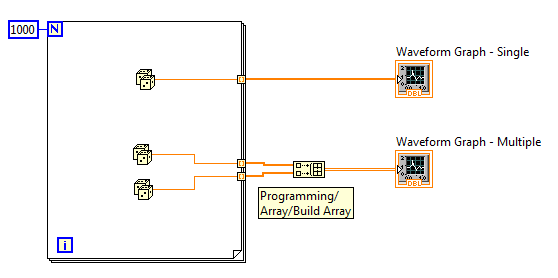 1000
N
Waveform Graph - Single
DBL
Waveform Graph - Multiple
DBL
Programming/
Array/Build Array
i